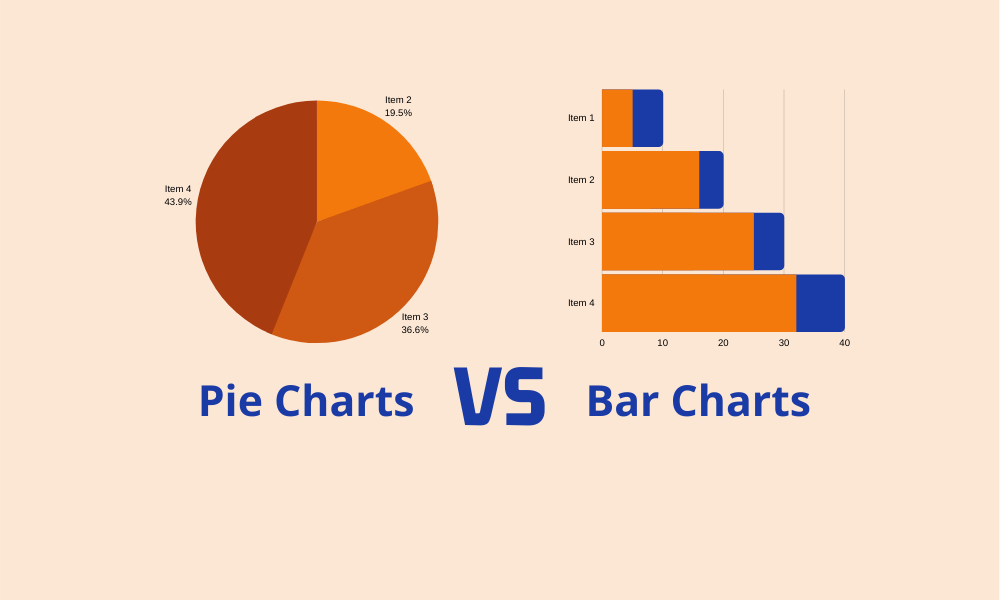 Item 2
19.5%
Item 4
43.9%
Item 3
36.6%
Item 1
Item 2
Item 3
Item 4
0 10 20 30 40
Pie Charts VS Bar Charts